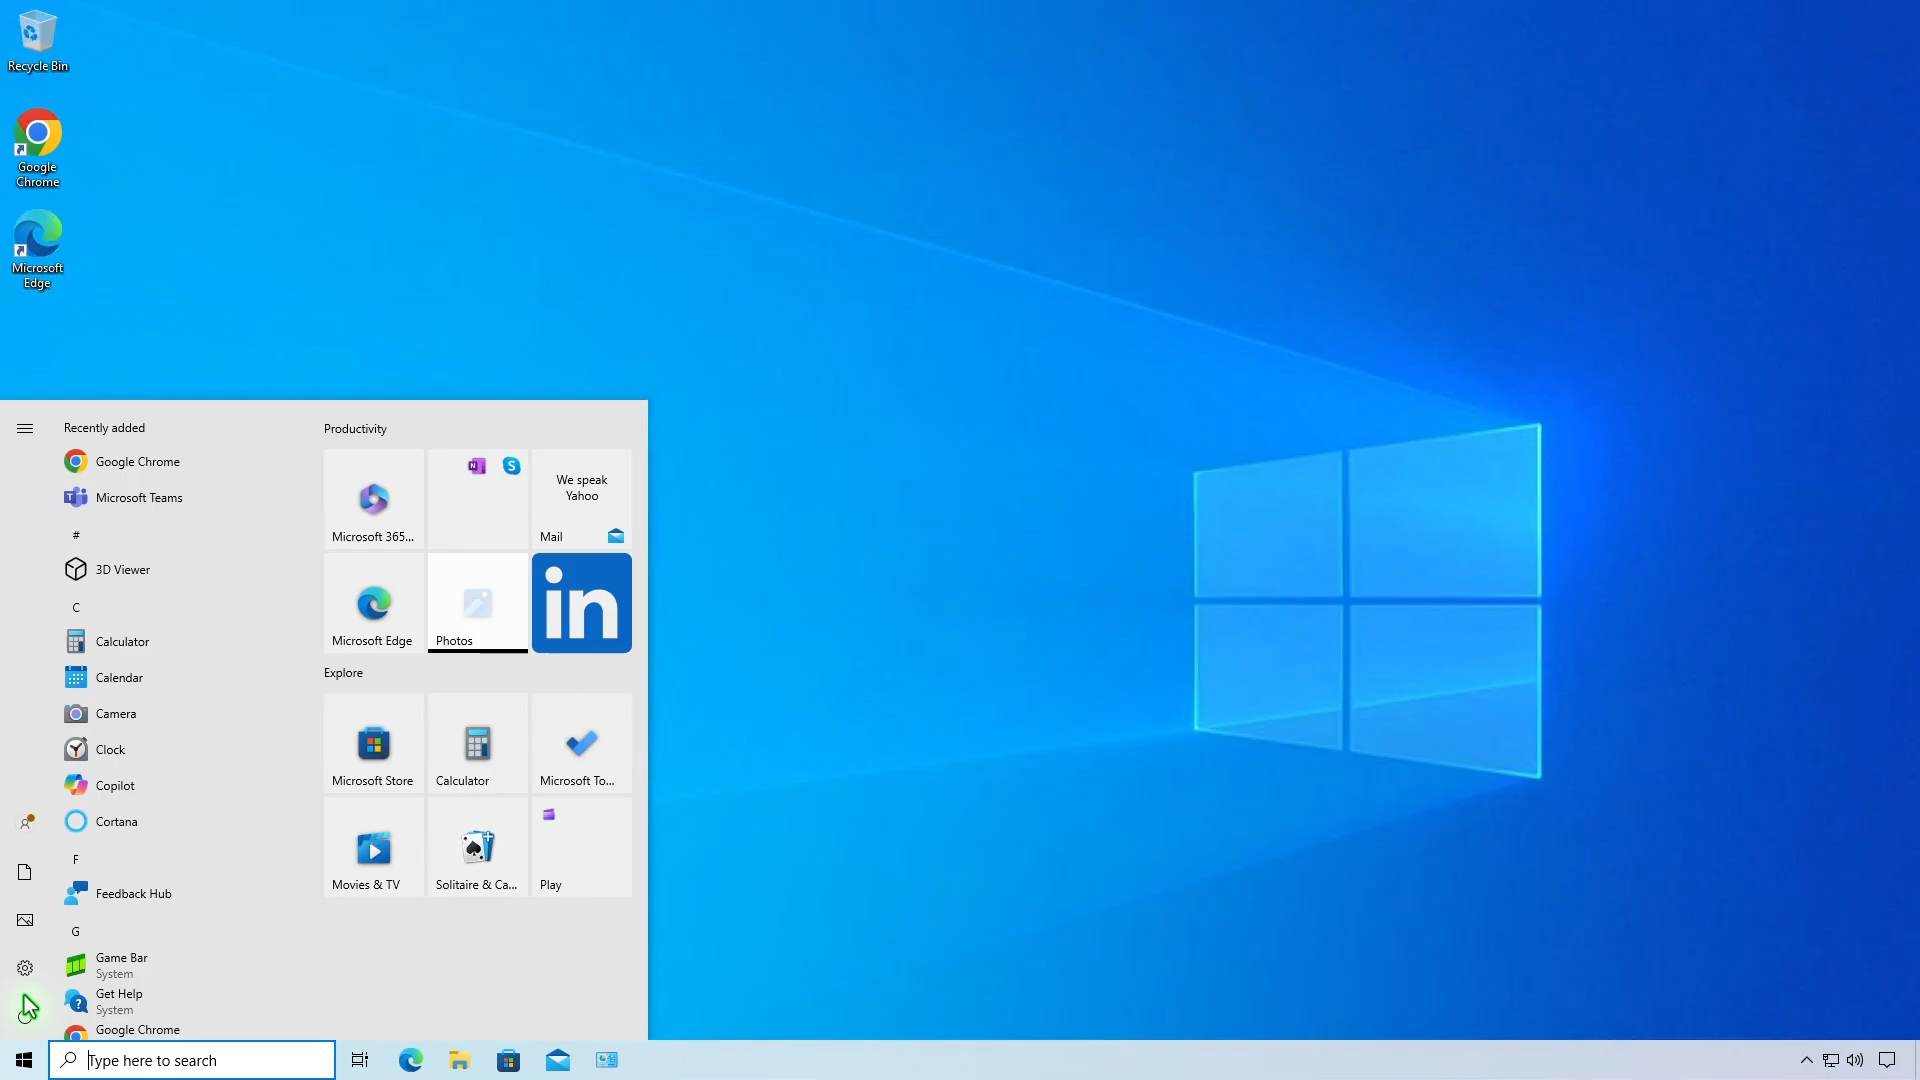 Recycle Bin
Google
Chrome
Microsoft
Edge
Recently added
Google Chrome
Microsoft Teams
#
3D Viewer
C
Calculator
Calendar
Camera
Clock
Copilot
Cortana
F
Feedback Hub
G
Game Bar
System
Get Help
System
Google Chrome
Productivity
Microsoft 365...
We speak
Yahoo
Mail
Microsoft Edge
Photos
in
Explore
Microsoft Store
Calculator
Microsoft To...
Movies & TV
Solitaire & Ca...
Play
Type here to search